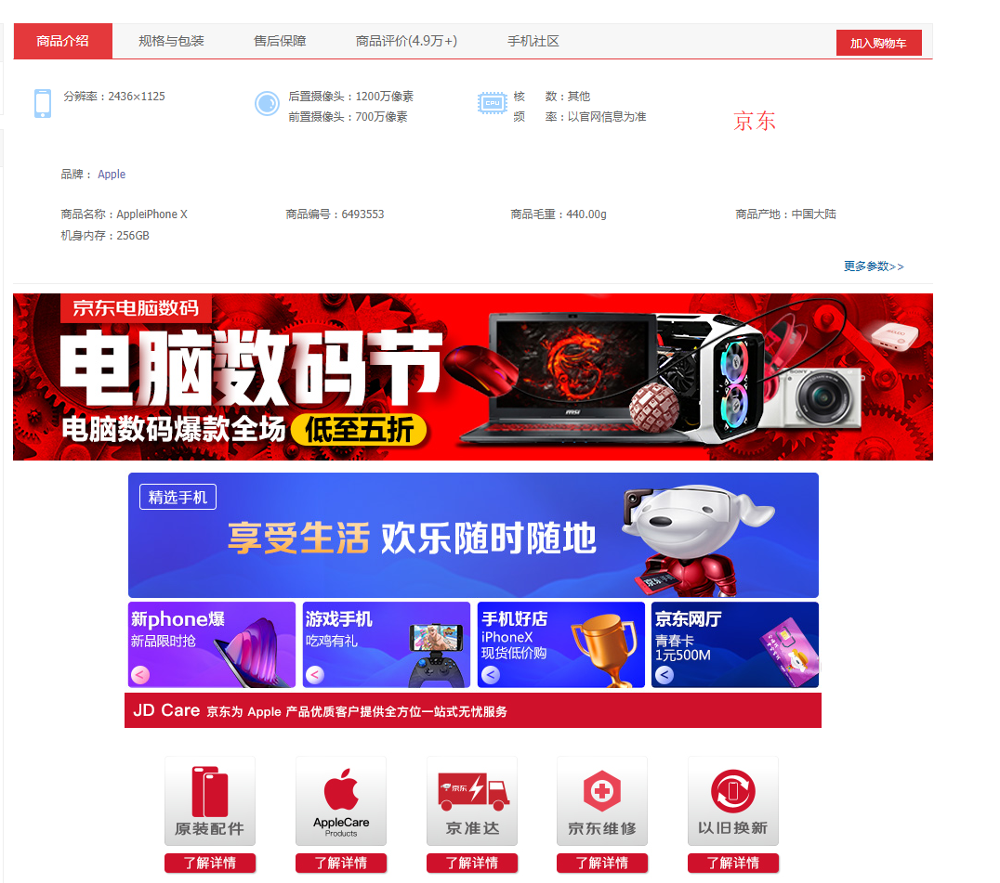 商品介绍
规格与包装
售后保障
商品评价(4.9万+)
手机社区
加入购物车
分辨率：2436×1125
后置摄像头：1200万像素
前置摄像头：700万像素
CPU
核 数：其他
频 率：以官网信息为准
京东
品牌： Apple
商品名称：AppleiPhone X
商品编号：6493553
商品毛重：440.00g
商品产地：中国大陆
机身内存：256GB
更多参数>>
京东电脑数码
电脑数码节
电脑数码爆款全场 低至五折
msi
SONY
精选手机
享受生活 欢乐随时随地
京东手机
新phone爆
新品限时抢
<
游戏手机
吃鸡有礼
<
手机好店
iPhoneX
现货低价购
<
京东网厅
青春卡
1元500M
<
JD Care 京东为 Apple 产品优质客户提供全方位一站式无忧服务
原装配件
了解详情
AppleCare
Products
了解详情
京东
京准达
了解详情
京东维修
了解详情
以旧换新
了解详情